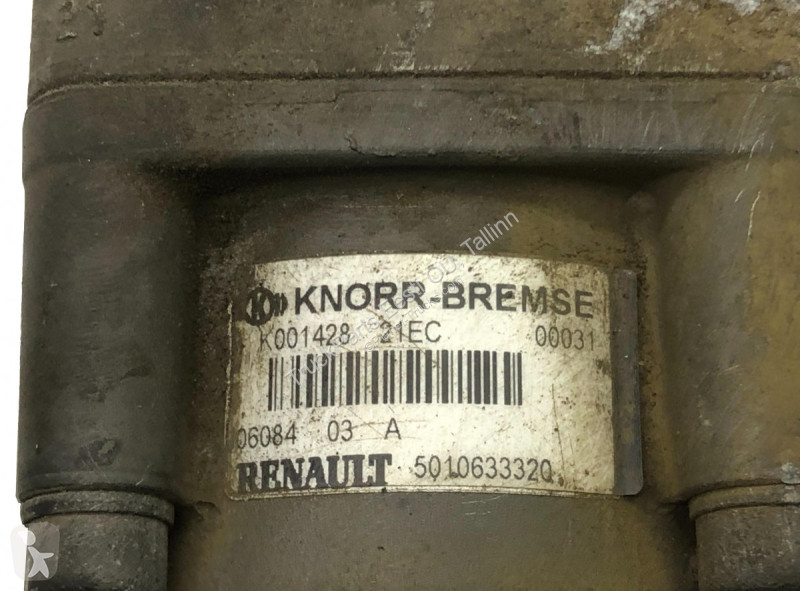 KNORR-BREMSE
K001428 21EC 00031
06084 03 A
RENAULT 5010633320